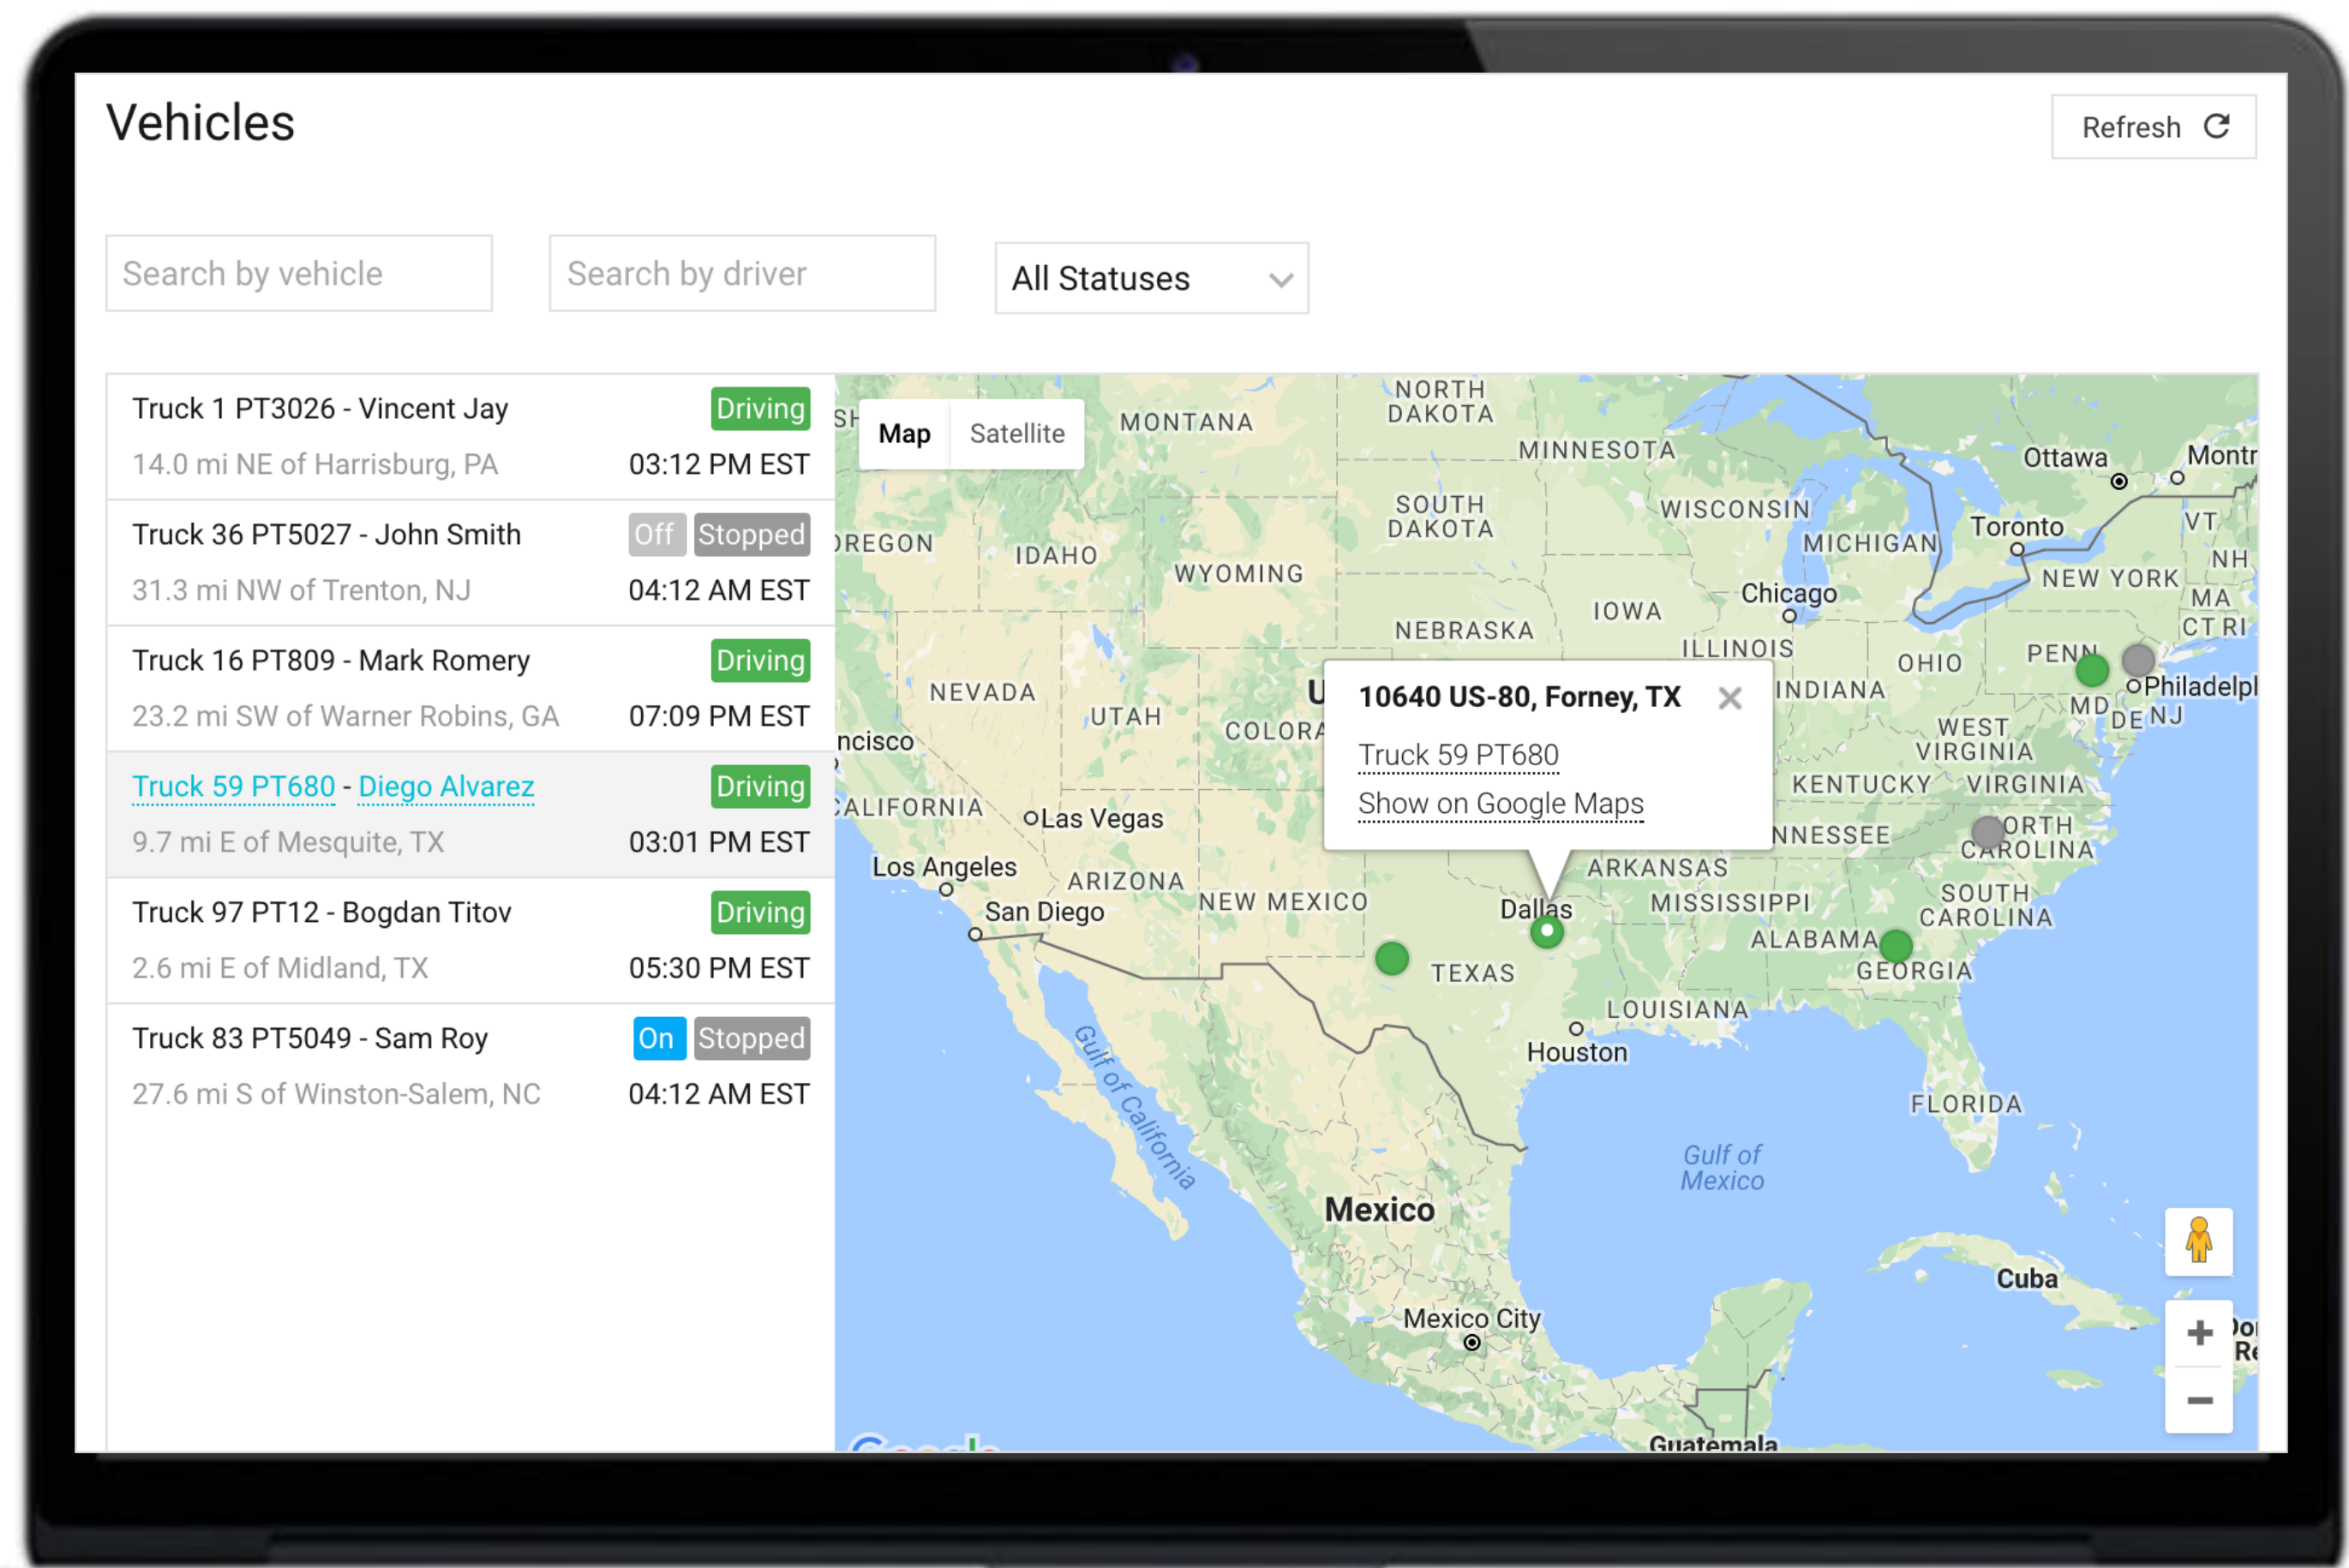 Vehicles
Refresh
Search by vehicle
Search by driver
All Statuses
Truck 1 PT3026 - Vincent Jay
Driving
14.0 mi NE of Harrisburg, PA
03:12 PM EST
Truck 36 PT5027 - John Smith
Off
Stopped
31.3 mi NW of Trenton, NJ
04:12 AM EST
Truck 16 PT809 - Mark Romery
Driving
23.2 mi SW of Warner Robins, GA
07:09 PM EST
Truck 59 PT680 - Diego Alvarez
Driving
9.7 mi E of Mesquite, TX
03:01 PM EST
Truck 97 PT12 - Bogdan Titov
Driving
2.6 mi E of Midland, TX
05:30 PM EST
Truck 83 PT5049 - Sam Roy
On
Stopped
27.6 mi S of Winston-Salem, NC
04:12 AM EST
Map
Satellite
MONTANA
NORTH
DAKOTA
MINNESOTA
Ottawa
Montr
SOUTH
DAKOTA
WISCONSIN
MICHIGAN
Toronto
VT
NH
OREGON
IDAHO
WYOMING
NEW YORK
MA
CT RI
Chicago
IOWA
NEBRASKA
ILLINOIS
OHIO
PENN
INDIANA
Philadelpl
MD
DE
NJ
NEVADA
UTAH
COLORA
WEST
VIRGINIA
ncisco
10640 US-80, Forney, TX
Truck 59 PT680
Show on Google Maps
KENTUCKY
VIRGINIA
CALIFORNIA
Las Vegas
NNESSEE
ORTH
CAROLINA
Los Angeles
ARIZONA
NEW MEXICO
ARKANSAS
San Diego
Dallas
MISSISSIPPI
SOUTH
CAROLINA
ALABAMA
TEXAS
GEORGIA
LOUISIANA
Houston
FLORIDA
Gulf of California
Gulf of
Mexico
Mexico
Cuba
Mexico City
Guatemala